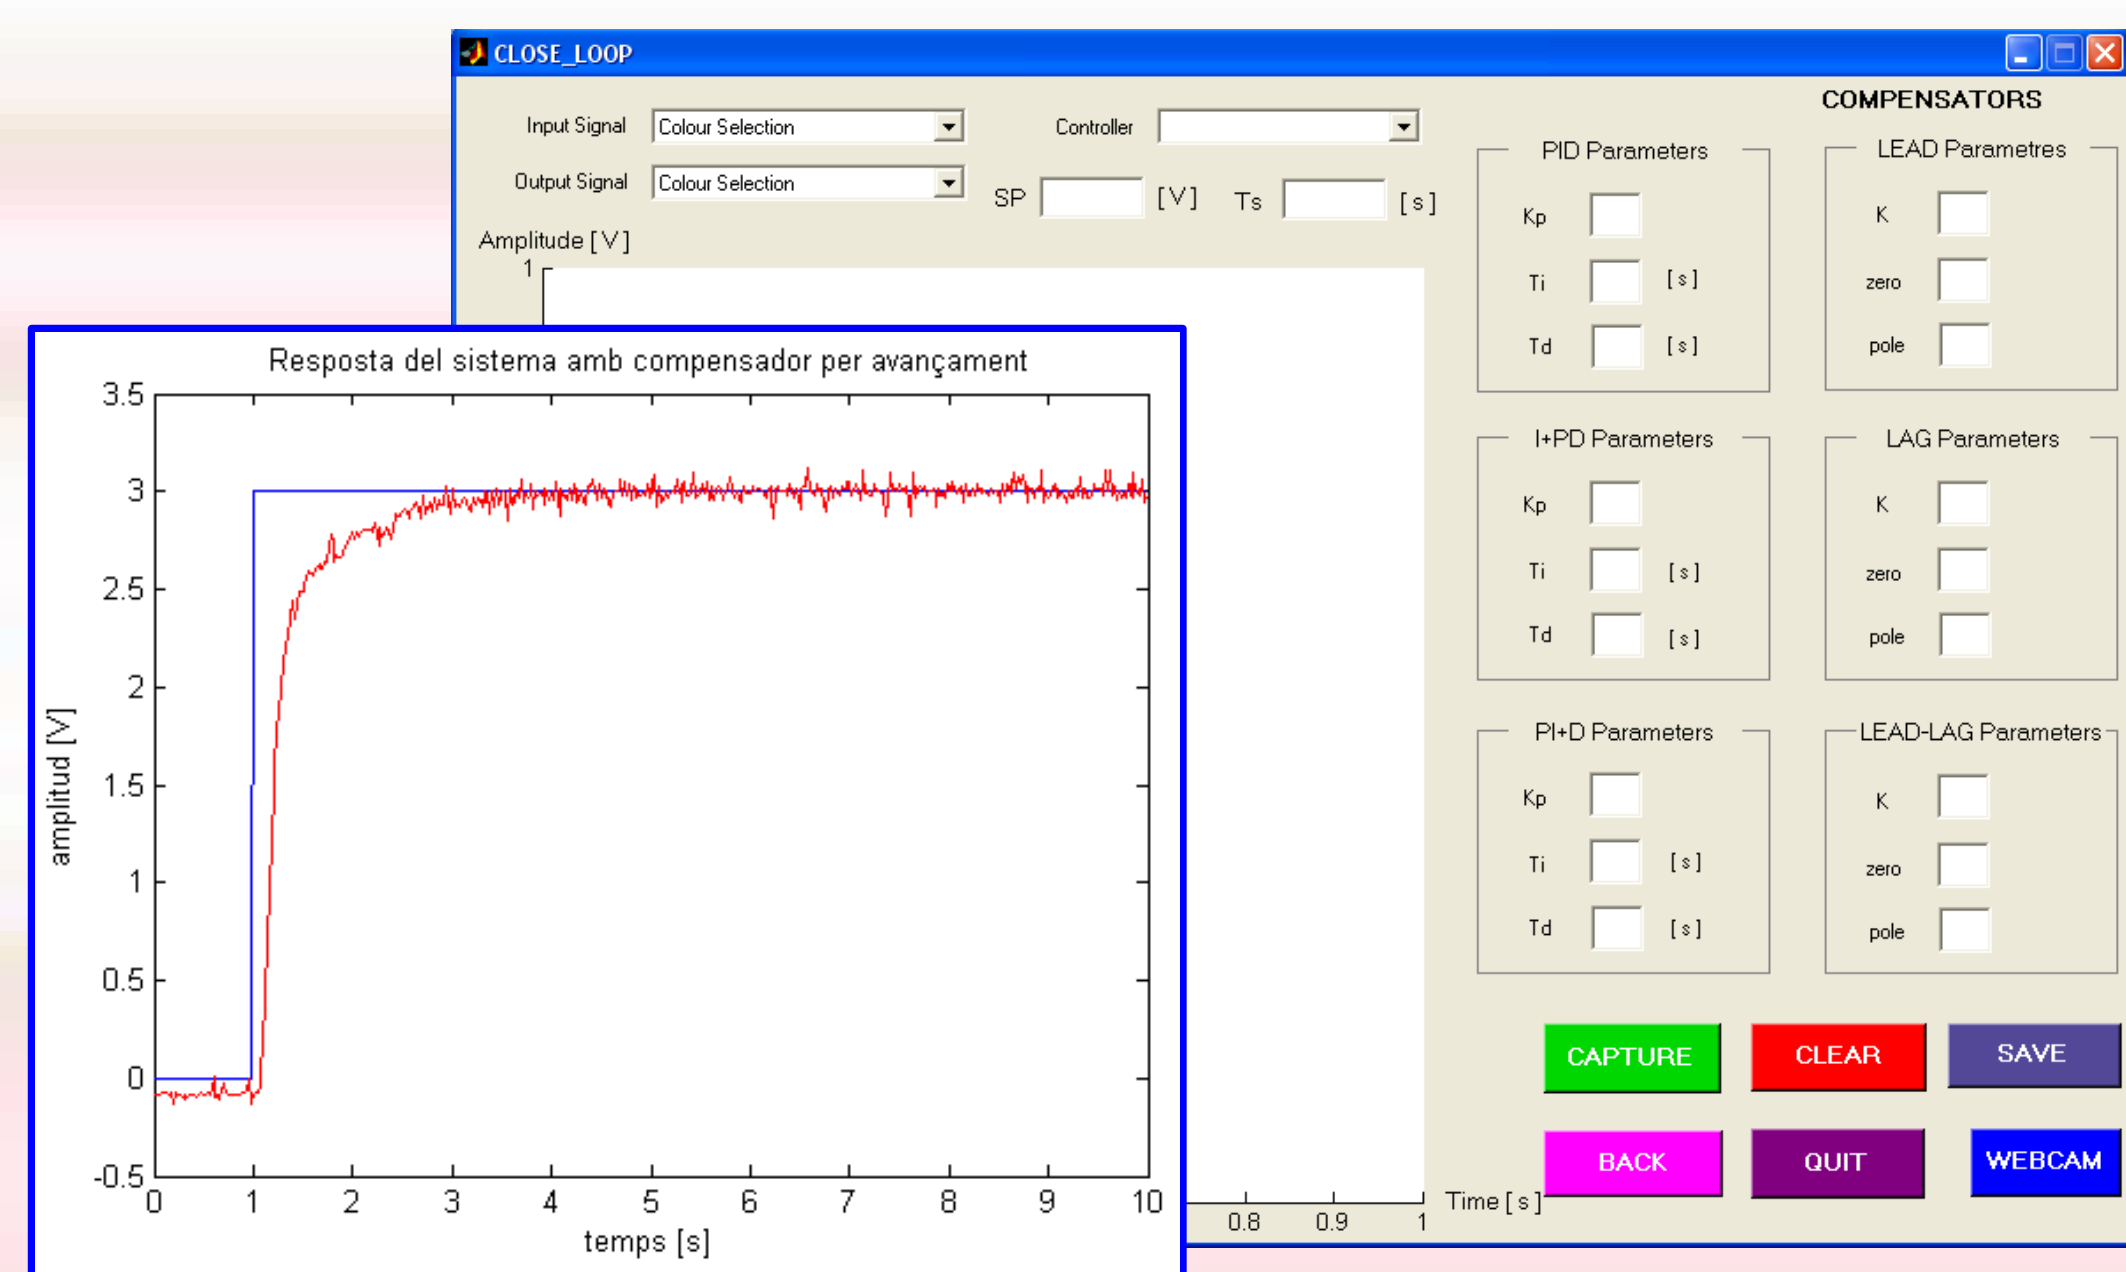 CLOSE_LOOP
Input Signal Colour Selection Controller
Output Signal Colour Selection SP [V] Ts [s]
Amplitude [V]
1
COMPENSATORS
PID Parameters
Kp
Ti [s]
Td [s]
LEAD Parametres
K
zero
pole
I+PD Parameters
Kp
Ti [s]
Td [s]
LAG Parameters
K
zero
pole
PI+D Parameters
Kp
Ti [s]
Td [s]
LEAD-LAG Parameters
K
zero
pole
CAPTURE CLEAR SAVE
BACK QUIT WEBCAM
0.8 0.9 1 Time [s]
Resposta del sistema amb compensador per avançament
3.5
3
2.5
2
1.5
1
0.5
0
-0.5
amplitud [V]
0 1 2 3 4 5 6 7 8 9 10
temps [s]